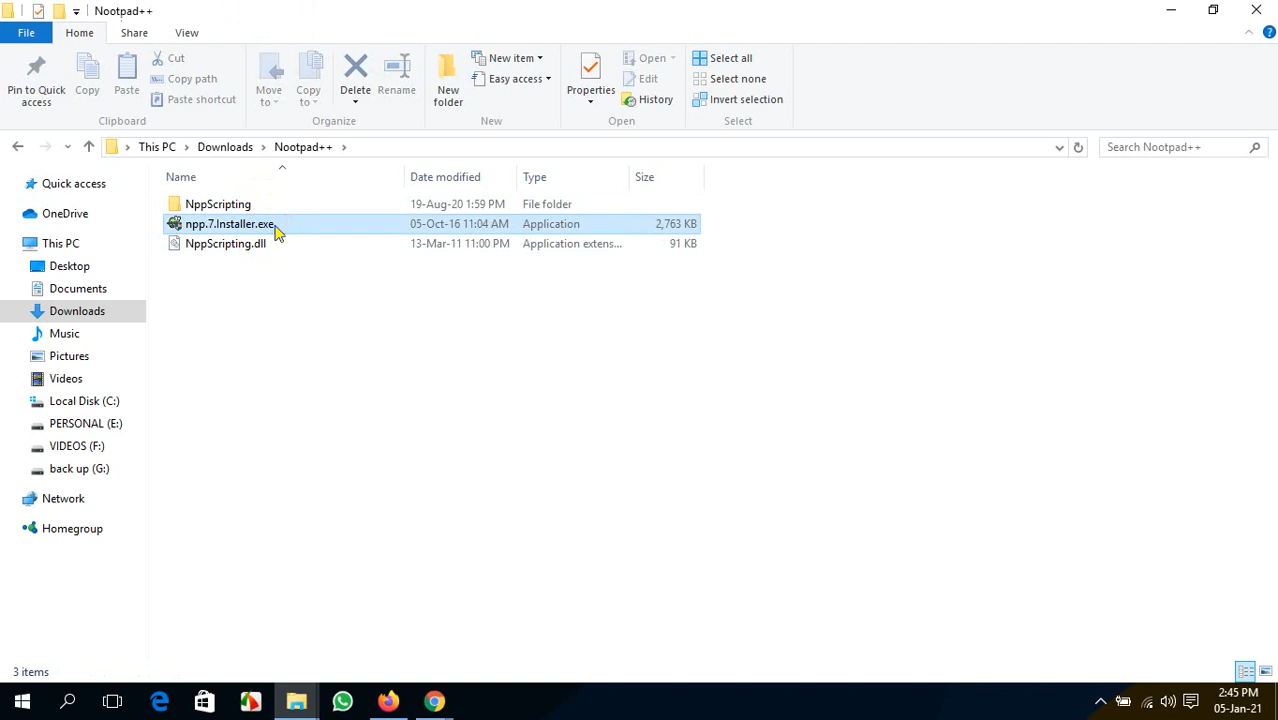 Nootpad++
File Home Share View
Pin to Quick access
Copy
Paste
Cut
Copy path
Paste shortcut
Clipboard
Move to
Copy to
Delete
Rename
Organize
New folder
New item
Easy access
New
Properties
Open
Edit
History
Open
Select all
Select none
Invert selection
Select
This PC Downloads Nootpad++
Search Nootpad++
Name Date modified Type Size
NppScripting 19-Aug-20 1:59 PM File folder
npp.7.Installer.exe 05-Oct-16 11:04 AM Application 2,763 KB
NppScripting.dll 13-Mar-11 11:00 PM Application extens... 91 KB
Quick access
OneDrive
This PC
Desktop
Documents
Downloads
Music
Pictures
Videos
Local Disk (C:)
PERSONAL (E:)
VIDEOS (F:)
back up (G:)
Network
Homegroup
3 items
2:45 PM
05-Jan-21